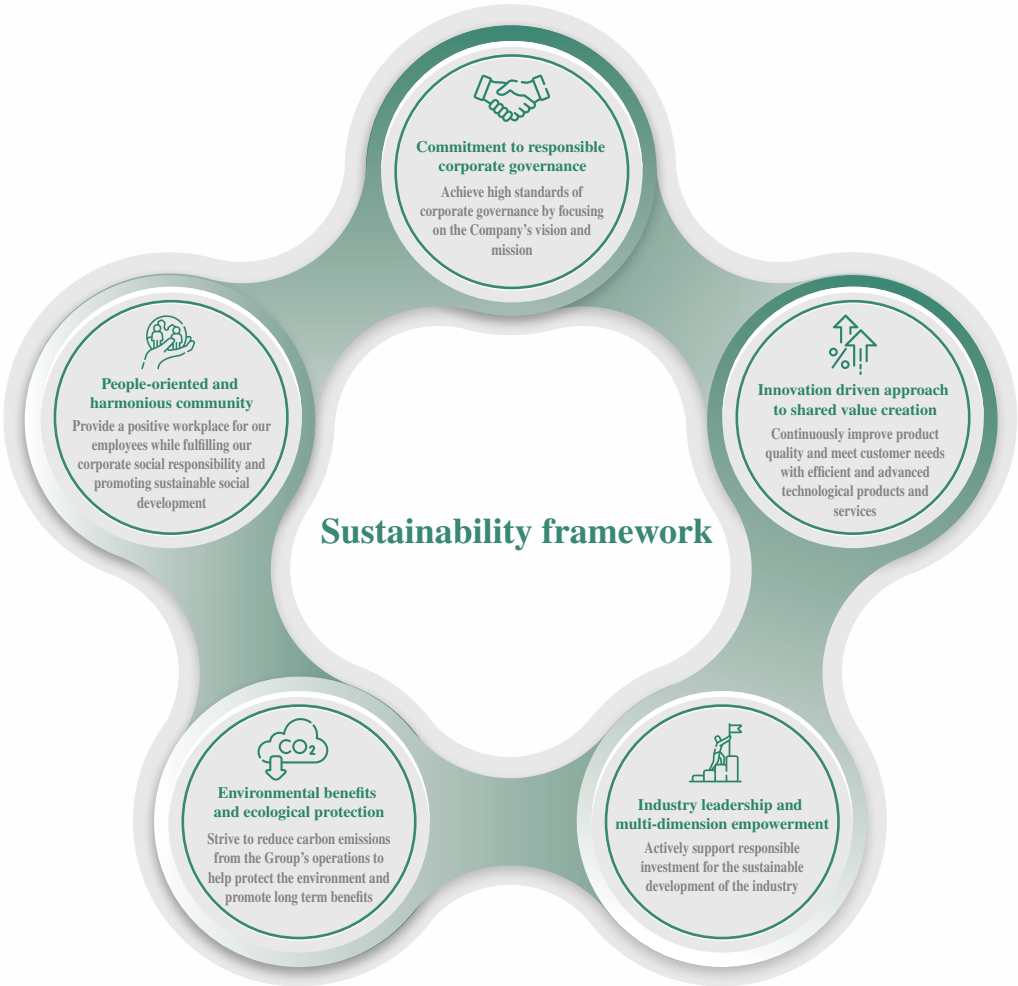 Commitment to responsible
corporate governance
Achieve high standards of
corporate governance by focusing
on the Company's vision and
mission
People-oriented and
harmonious community
Provide a positive workplace for our
employees while fulfilling our
corporate social responsibility and
promoting sustainable social
development
Innovation driven approach
to shared value creation
Continuously improve product
quality and meet customer needs
with efficient and advanced
technological products and
services
Sustainability framework
CO2
Environmental benefits
and ecological protection
Strive to reduce carbon emissions
from the Group's operations to
help protect the environment and
promote long term benefits
Industry leadership and
multi-dimension empowerment
Actively support responsible
investment for the sustainable
development of the industry